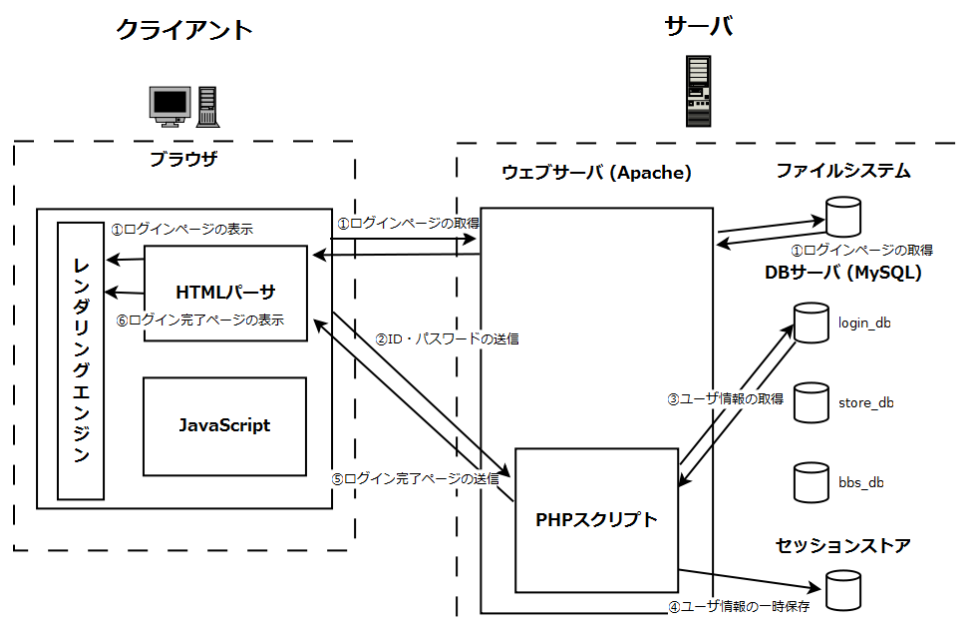 クライアント
サーバ
ブラウザ
ウェブサーバ (Apache)
ファイルシステム
①ログインページの表示
①ログインページの取得
①ログインページの取得
レンダリングエンジン
HTMLパーサ
DBサーバ (MySQL)
⑥ログイン完了ページの表示
②ID・パスワードの送信
login_db
③ユーザ情報の取得
store_db
JavaScript
⑤ログイン完了ページの送信
bbs_db
PHPスクリプト
セッションストア
④ユーザ情報の一時保存